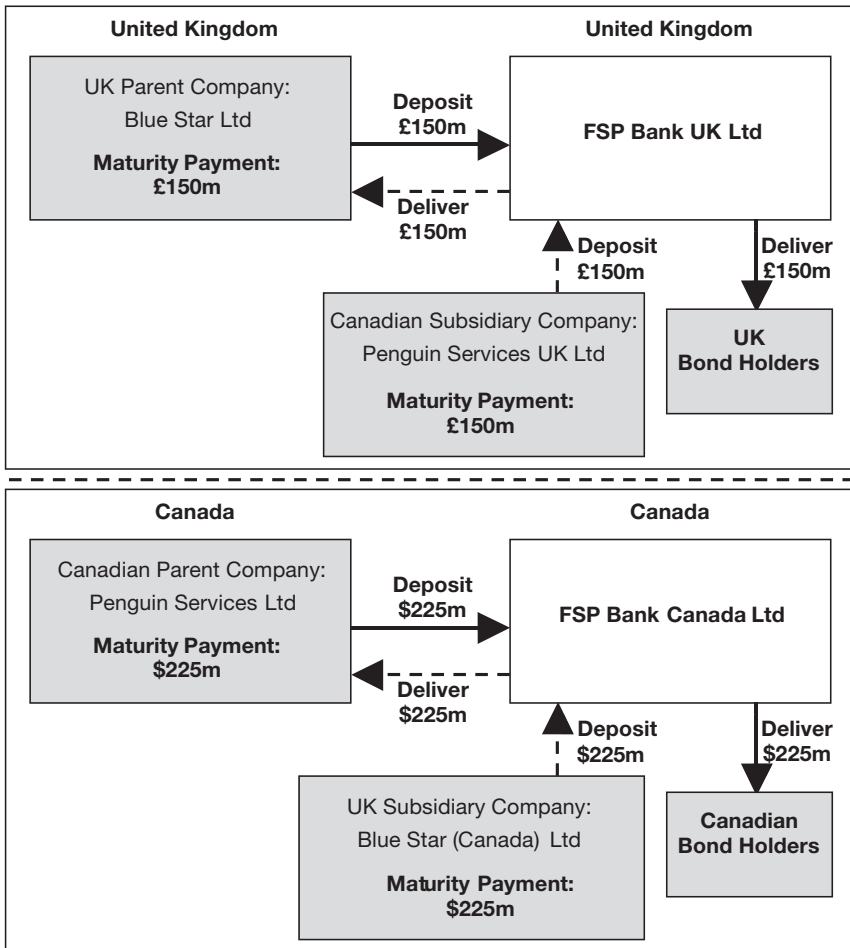 United Kingdom
United Kingdom
UK Parent Company:
Blue Star Ltd
Maturity Payment:
£150m
Deposit
£150m
FSP Bank UK Ltd
Deliver
£150m
Deposit
£150m
Deliver
£150m
Canadian Subsidiary Company:
Penguin Services UK Ltd
Maturity Payment:
£150m
UK
Bond Holders
Canada
Canada
Canadian Parent Company:
Penguin Services Ltd
Maturity Payment:
$225m
Deposit
$225m
FSP Bank Canada Ltd
Deliver
$225m
Deposit
$225m
Deliver
$225m
UK Subsidiary Company:
Blue Star (Canada) Ltd
Maturity Payment:
$225m
Canadian
Bond Holders